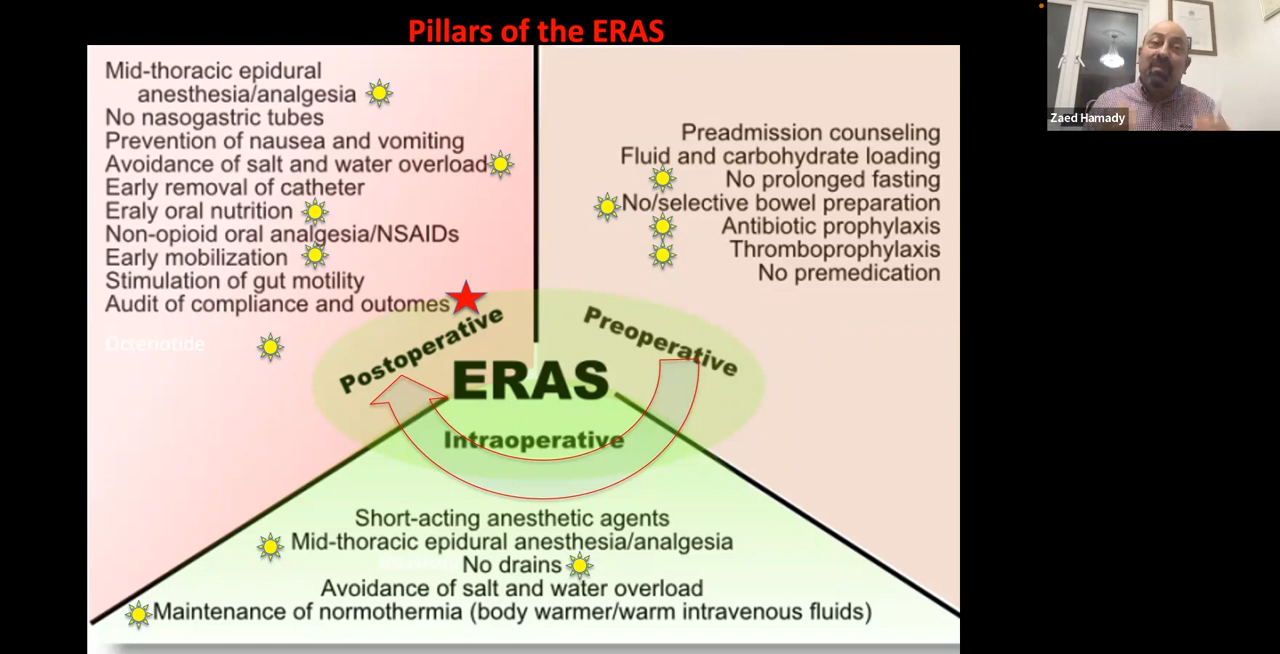 Pillars of the ERAS
Mid-thoracic epidural
anesthesia/analgesia
No nasogastric tubes
Prevention of nausea and vomiting
Avoidance of salt and water overload
Early removal of catheter
Eraly oral nutrition
Non-opioid oral analgesia/NSAIDs
Early mobilization
Stimulation of gut motility
Audit of compliance and outomes
Octeriotide
Preadmission counseling
Fluid and carbohydrate loading
No prolonged fasting
No/selective bowel preparation
Antibiotic prophylaxis
Thromboprophylaxis
No premedication
Postoperative
Preoperative
ERAS
Intraoperative
Short-acting anesthetic agents
Mid-thoracic epidural anesthesia/analgesia
No drains
Avoidance of salt and water overload
Maintenance of normothermia (body warmer/warm intravenous fluids)
Zaed Hamady